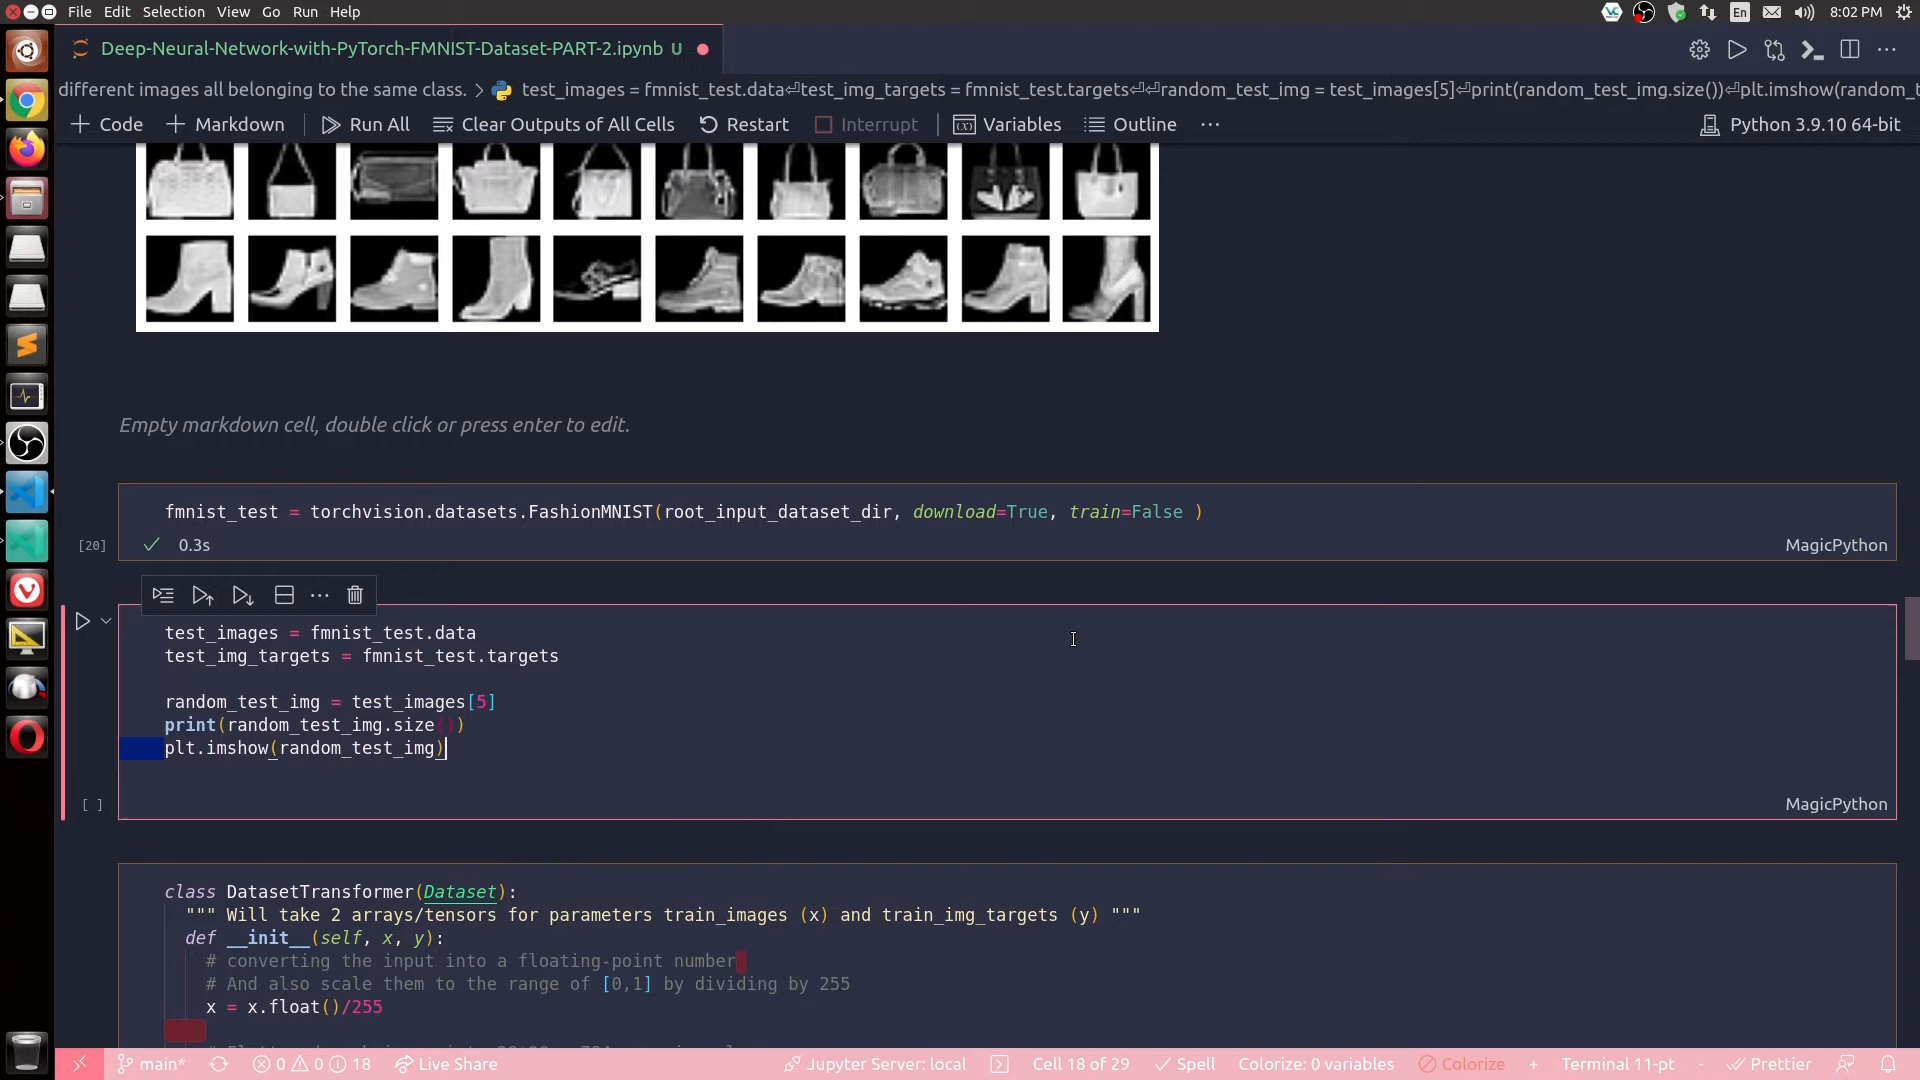 File Edit Selection View Go Run Help
En 8:02 PM
Deep-Neural-Network-with-PyTorch-FMNIST-Dataset-PART-2.ipynb U
different images all belonging to the same class. > test_images = fmnist_test.data⏎test_img_targets = fmnist_test.targets⏎⏎random_test_img = test_images[5]⏎print(random_test_img.size())⏎plt.imshow(random_t
+ Code + Markdown Run All Clear Outputs of All Cells Restart Interrupt Variables Outline ··· Python 3.9.10 64-bit
Empty markdown cell, double click or press enter to edit.
fmnist_test = torchvision.datasets.FashionMNIST(root_input_dataset_dir, download=True, train=False )
[20] 0.3s MagicPython
test_images = fmnist_test.data
test_img_targets = fmnist_test.targets
random_test_img = test_images[5]
print(random_test_img.size())
plt.imshow(random_test_img)
[ ] MagicPython
class DatasetTransformer(Dataset):
""" Will take 2 arrays/tensors for parameters train_images (x) and train_img_targets (y) """
def __init__(self, x, y):
# converting the input into a floating-point number
# And also scale them to the range of [0,1] by dividing by 255
x = x.float()/255
main* 0 0 18 Live Share Jupyter Server: local Cell 18 of 29 Spell Colorize: 0 variables Colorize + Terminal 11-pt - Prettier